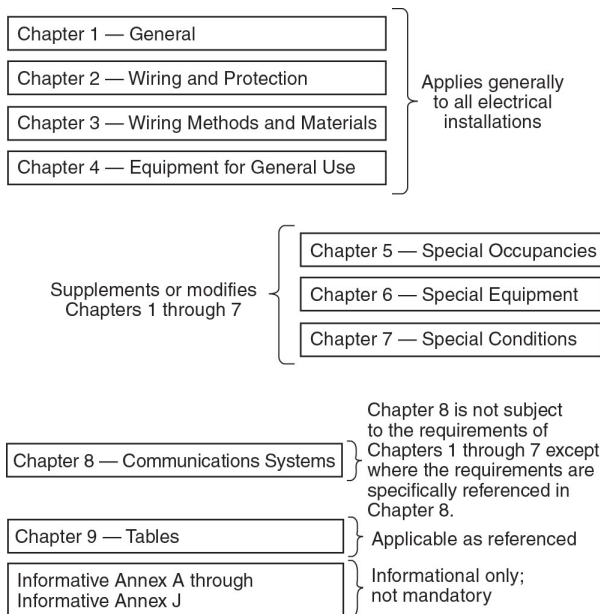 Chapter 1 — General
Chapter 2 — Wiring and Protection
Chapter 3 — Wiring Methods and Materials
Chapter 4 — Equipment for General Use
Applies generally
to all electrical
installations
Supplements or modifies
Chapters 1 through 7
Chapter 5 — Special Occupancies
Chapter 6 — Special Equipment
Chapter 7 — Special Conditions
Chapter 8 — Communications Systems
Chapter 8 is not subject
to the requirements of
Chapters 1 through 7 except
where the requirements are
specifically referenced in
Chapter 8.
Chapter 9 — Tables
Applicable as referenced
Informative Annex A through
Informative Annex J
Informational only;
not mandatory